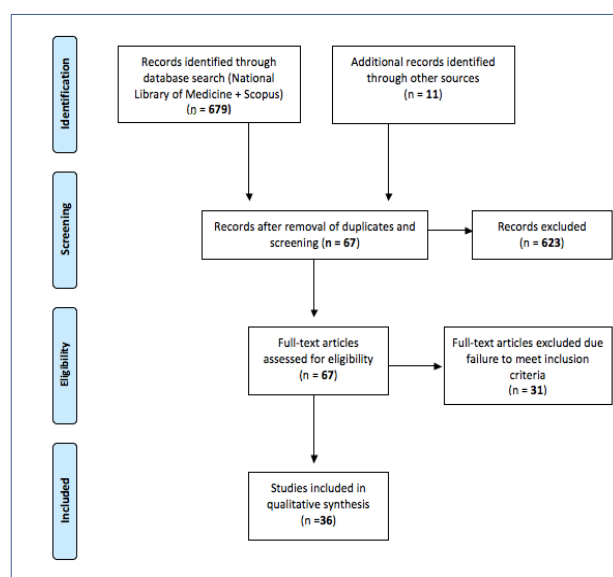 Identification
Records identified through
database search (National
Library of Medicine + Scopus)
(n = 679)
Additional records identified
through other sources
(n = 11)
Screening
Records after removal of duplicates and
screening (n = 67)
Records excluded
(n = 623)
Eligibility
Full-text articles
assessed for eligibility
(n = 67)
Full-text articles excluded due
failure to meet inclusion
criteria
(n = 31)
Included
Studies included in
qualitative synthesis
(n =36)